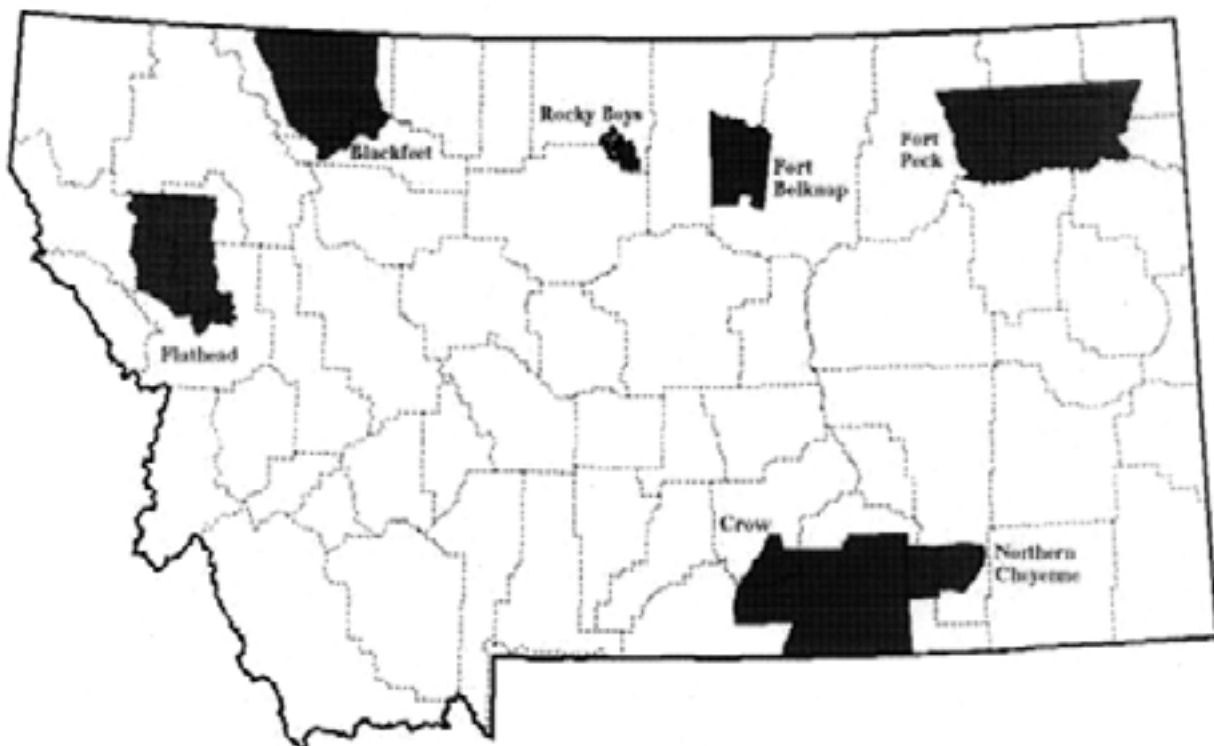 Rocky Boys
Blackfeet
Fort
Belknap
Fort
Peck
Flathead
Crow
Northern
Cheyenne